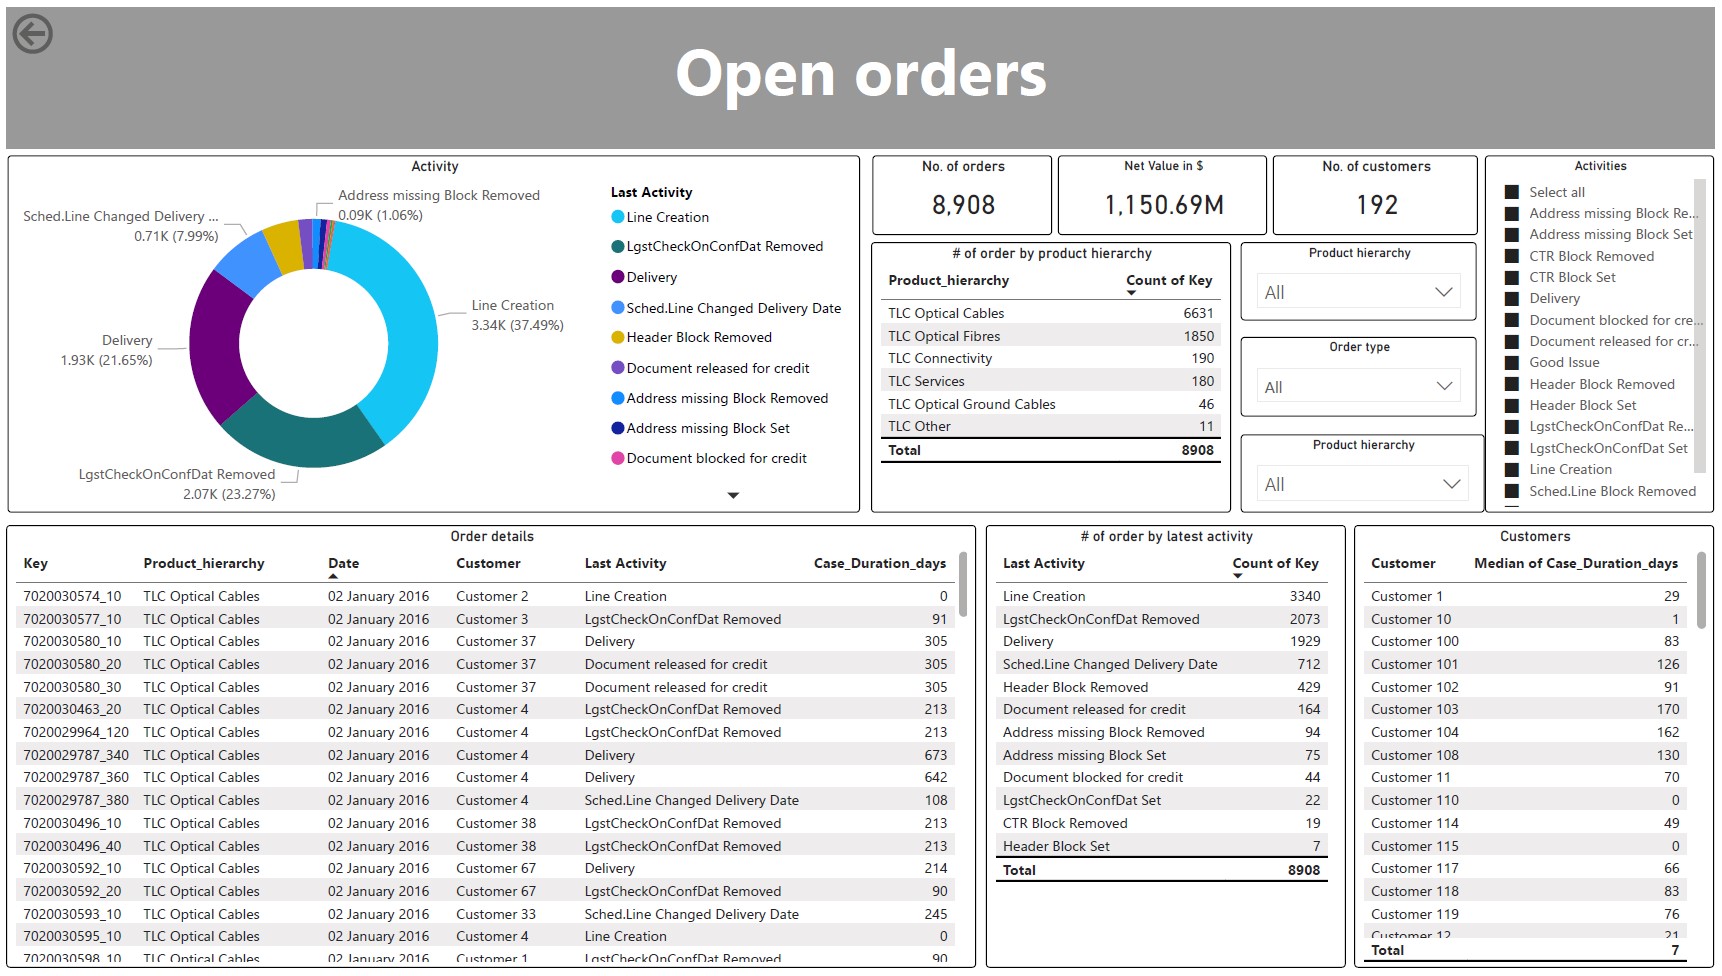 Open orders
Activity
Address missing Block Removed
0.09K (1.06%)
Sched.Line Changed Delivery ...
0.71K (7.99%)
Line Creation
3.34K (37.49%)
Delivery
1.93K (21.65%)
LgstCheckOnConfDat Removed
2.07K (23.27%)
Last Activity
Line Creation
LgstCheckOnConfDat Removed
Delivery
Sched.Line Changed Delivery Date
Header Block Removed
Document released for credit
Address missing Block Removed
Address missing Block Set
Document blocked for credit
No. of orders
8,908
Net Value in $
1,150.69M
No. of customers
192
# of order by product hierarchy
Product_hierarchy Count of Key
TLC Optical Cables 6631
TLC Optical Fibres 1850
TLC Connectivity 190
TLC Services 180
TLC Optical Ground Cables 46
TLC Other 11
Total 8908
Product hierarchy
All
Order type
All
Product hierarchy
All
Activities
Select all
Address missing Block Re...
Address missing Block Set
CTR Block Removed
CTR Block Set
Delivery
Document blocked for cre...
Document released for cr...
Good Issue
Header Block Removed
Header Block Set
LgstCheckOnConfDat Re...
LgstCheckOnConfDat Set
Line Creation
Sched.Line Block Removed
Order details
Key Product_hierarchy Date Customer Last Activity Case_Duration_days
7020030574_10 TLC Optical Cables 02 January 2016 Customer 2 Line Creation 0
7020030577_10 TLC Optical Cables 02 January 2016 Customer 3 LgstCheckOnConfDat Removed 91
7020030580_10 TLC Optical Cables 02 January 2016 Customer 37 Delivery 305
7020030580_20 TLC Optical Cables 02 January 2016 Customer 37 Document released for credit 305
7020030580_30 TLC Optical Cables 02 January 2016 Customer 37 Document released for credit 305
7020030463_20 TLC Optical Cables 02 January 2016 Customer 4 LgstCheckOnConfDat Removed 213
7020029964_120 TLC Optical Cables 02 January 2016 Customer 4 LgstCheckOnConfDat Removed 213
7020029787_340 TLC Optical Cables 02 January 2016 Customer 4 Delivery 673
7020029787_360 TLC Optical Cables 02 January 2016 Customer 4 Delivery 642
7020029787_380 TLC Optical Cables 02 January 2016 Customer 4 Sched.Line Changed Delivery Date 108
7020030496_10 TLC Optical Cables 02 January 2016 Customer 38 LgstCheckOnConfDat Removed 213
7020030496_40 TLC Optical Cables 02 January 2016 Customer 38 LgstCheckOnConfDat Removed 213
7020030592_10 TLC Optical Cables 02 January 2016 Customer 67 Delivery 214
7020030592_20 TLC Optical Cables 02 January 2016 Customer 67 LgstCheckOnConfDat Removed 90
7020030593_10 TLC Optical Cables 02 January 2016 Customer 33 Sched.Line Changed Delivery Date 245
7020030595_10 TLC Optical Cables 02 January 2016 Customer 4 Line Creation 0
7020030598_10 TLC Optical Cables 02 January 2016 Customer 1 LgstCheckOnConfDat Removed 90
# of order by latest activity
Last Activity Count of Key
Line Creation 3340
LgstCheckOnConfDat Removed 2073
Delivery 1929
Sched.Line Changed Delivery Date 712
Header Block Removed 429
Document released for credit 164
Address missing Block Removed 94
Address missing Block Set 75
Document blocked for credit 44
LgstCheckOnConfDat Set 22
CTR Block Removed 19
Header Block Set 7
Total 8908
Customers
Customer Median of Case_Duration_days
Customer 1 29
Customer 10 1
Customer 100 83
Customer 101 126
Customer 102 91
Customer 103 170
Customer 104 162
Customer 108 130
Customer 11 70
Customer 110 0
Customer 114 49
Customer 115 0
Customer 117 66
Customer 118 83
Customer 119 76
Customer 12 21
Total 7